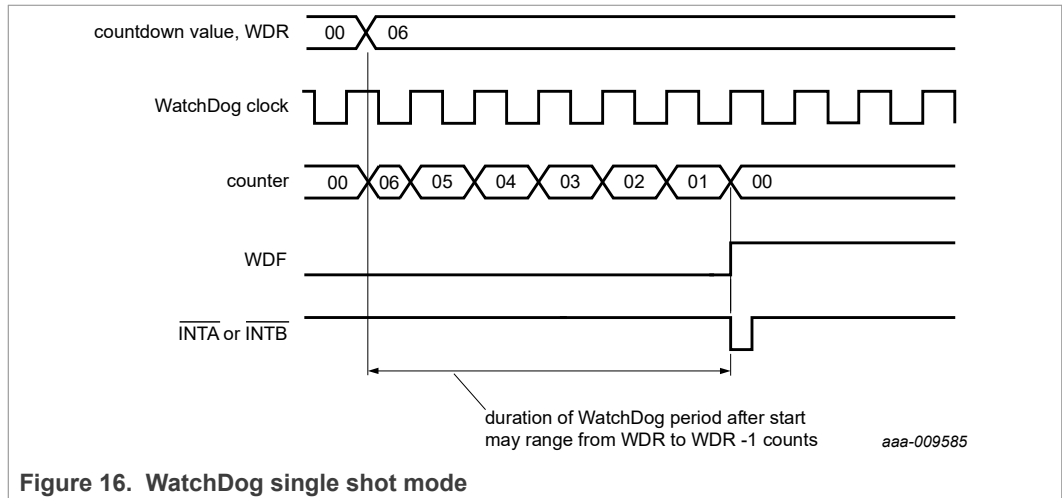 countdown value, WDR 00 06
WatchDog clock
counter 00 06 05 04 03 02 01 00
WDF
INTA or INTB
duration of WatchDog period after start
may range from WDR to WDR -1 counts
aaa-009585
Figure 16. WatchDog single shot mode